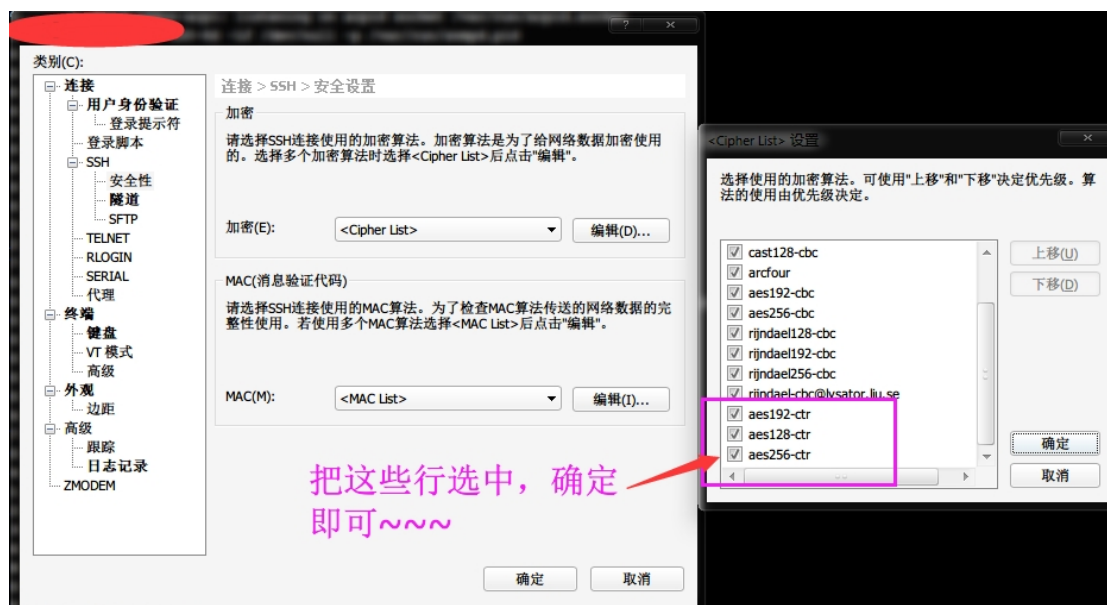 类别(C):
连接
用户身份验证
登录提示符
登录脚本
SSH
安全性
隧道
SFTP
TELNET
RLOGIN
SERIAL
代理
终端
键盘
VT 模式
高级
外观
边距
高级
跟踪
日志记录
ZMODEM
连接 > SSH > 安全设置
加密
请选择SSH连接使用的加密算法。加密算法是为了给网络数据加密使用
的。选择多个加密算法时选择<Cipher List>后点击"编辑"。
加密(E):
<Cipher List>
编辑(D)...
MAC(消息验证代码)
请选择SSH连接使用的MAC算法。为了检查MAC算法传送的网络数据的完
整性使用。若使用多个MAC算法选择<MAC List>后点击"编辑"。
MAC(M):
<MAC List>
编辑(I)...
把这些行选中，确定
即可~~~
确定
取消
<Cipher List> 设置
选择使用的加密算法。可使用"上移"和"下移"决定优先级。算
法的使用由优先级决定。
cast128-cbc
arcfour
aes192-cbc
aes256-cbc
rijndael128-cbc
rijndael192-cbc
rijndael256-cbc
rijndael-cbc@lysator.liu.se
aes192-ctr
aes128-ctr
aes256-ctr
上移(U)
下移(D)
确定
取消